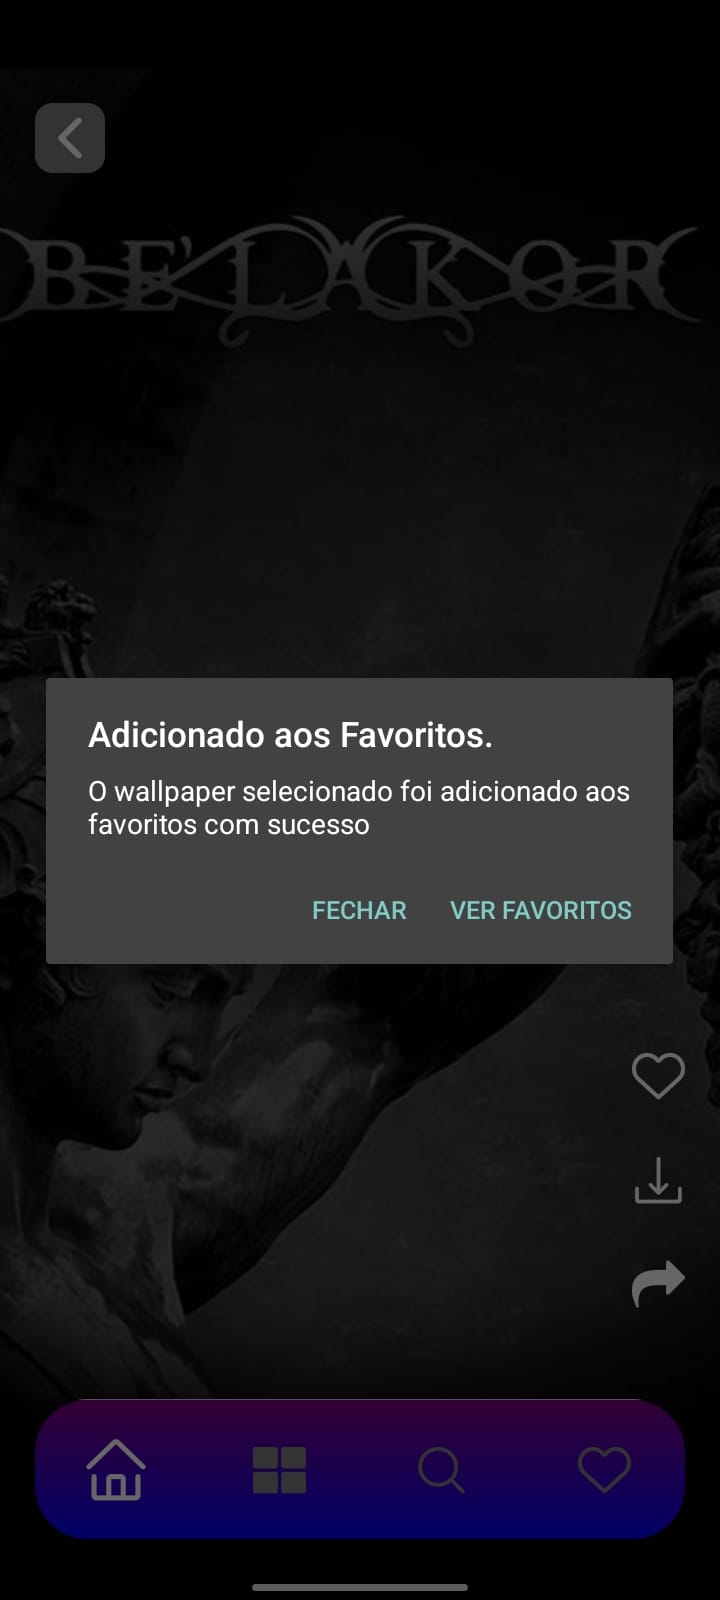 BE'LAKOR
Adicionado aos Favoritos.
O wallpaper selecionado foi adicionado aos
favoritos com sucesso
FECHAR VER FAVORITOS